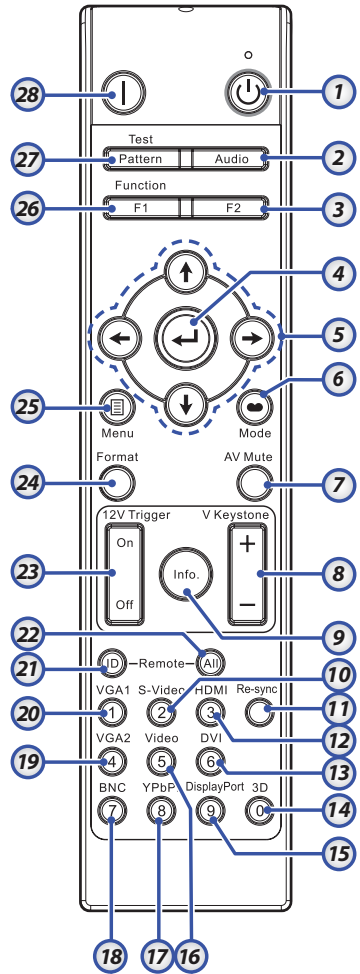 28 1
Test
27 Pattern Audio 2
Function
26 F1 F2 3
4
5
6
25 Menu Mode
24 Format AV Mute 7
12V Trigger V Keystone
On +
23 Info. 8
Off −
9
22
21 ID Remote All 10
VGA1 S-Video HDMI Re-sync 11
20 1 2 3 12
VGA2 Video DVI
19 4 5 6 13
BNC YPbP DisplayPort 3D
7 8 9 0 14
15
18 17 16